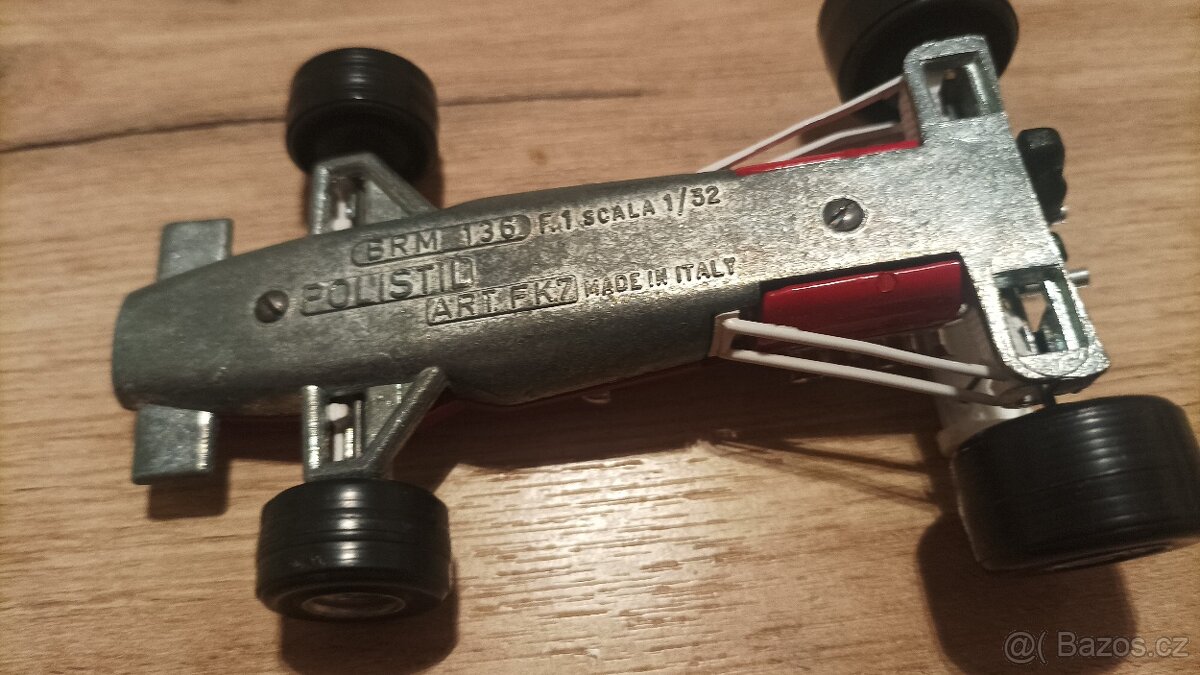 BRM 136 F.1 SCALA 1/32
POLISTIL
ART. FK7 MADE IN ITALY
@( Bazos.cz